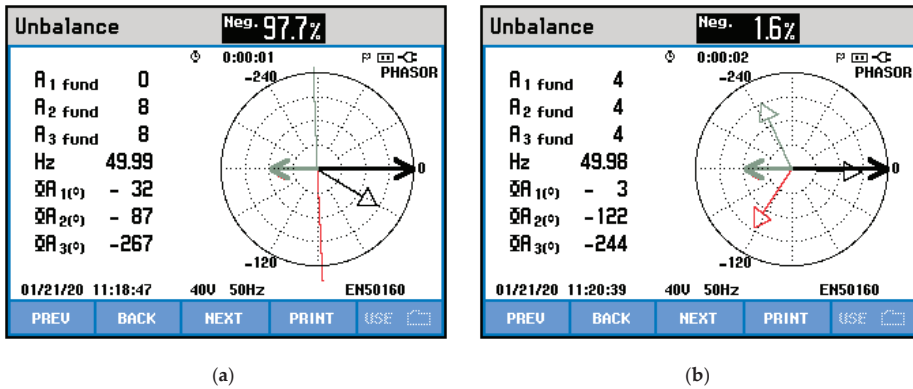 Unbalance Neg. 97.7%
0:00:01
PHASOR
-240
A1 fund 0
A2 fund 8
A3 fund 8
Hz 49.99
0
ΦA1(°) - 32
ΦA2(°) - 87
ΦA3(°) -267
-120
01/21/20 11:18:47 40V 50Hz EN50160
PREV BACK NEXT PRINT USE
(a)
Unbalance Neg. 1.6%
0:00:02
PHASOR
-240
A1 fund 4
A2 fund 4
A3 fund 4
Hz 49.98
0
ΦA1(°) - 3
ΦA2(°) -122
ΦA3(°) -244
-120
01/21/20 11:20:39 40V 50Hz EN50160
PREV BACK NEXT PRINT USE
(b)